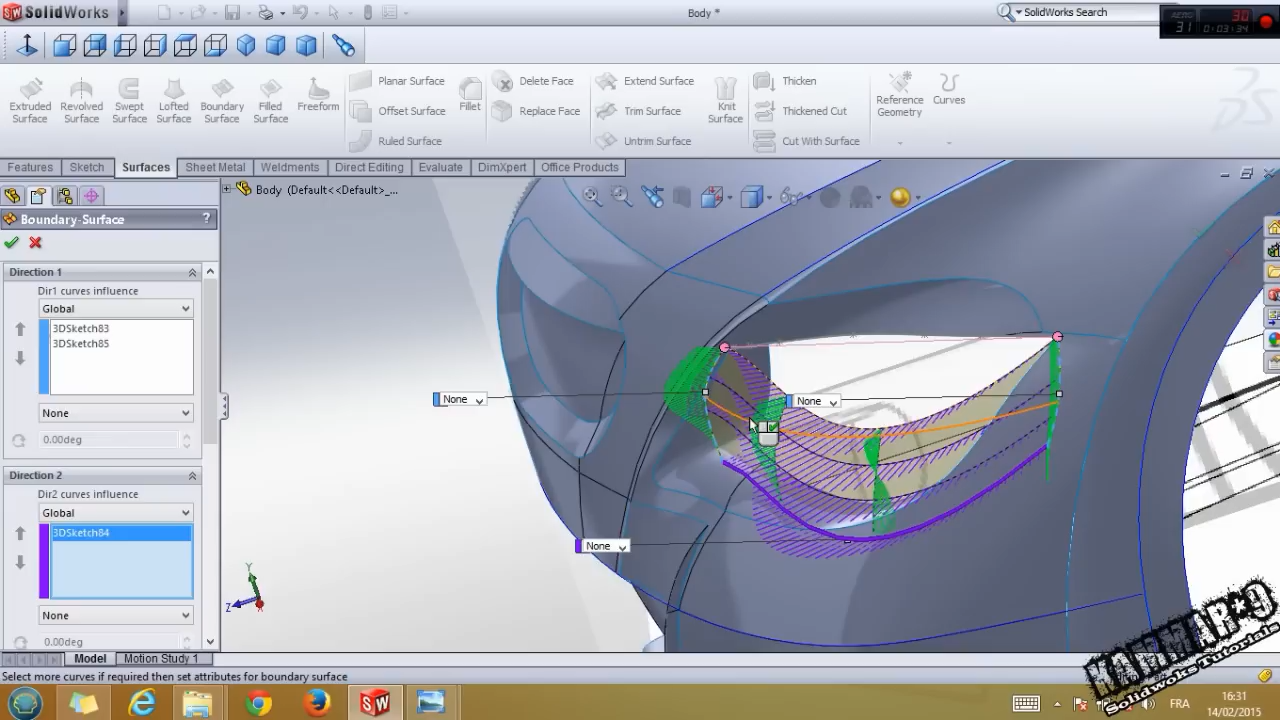 SolidWorks
Body *
SolidWorks Search
30
31
0:03:34
Extruded Surface
Revolved Surface
Swept Surface
Lofted Surface
Boundary Surface
Filled Surface
Freeform
Planar Surface
Offset Surface
Ruled Surface
Fillet
Delete Face
Replace Face
Extend Surface
Trim Surface
Untrim Surface
Knit Surface
Thicken
Thickened Cut
Cut With Surface
Reference Geometry
Curves
Features
Sketch
Surfaces
Sheet Metal
Weldments
Direct Editing
Evaluate
DimXpert
Office Products
Body (Default<<Default>_...
Boundary-Surface
?
Direction 1
Dir1 curves influence
Global
3DSketch83
3DSketch85
None
0.00deg
Direction 2
Dir2 curves influence
Global
3DSketch84
None
0.00deg
None
None
None
Y
Z
X
Model
Motion Study 1
Select more curves if required then set attributes for boundary surface
Solidwoks Tutorials
FRA
16:31
14/02/2015